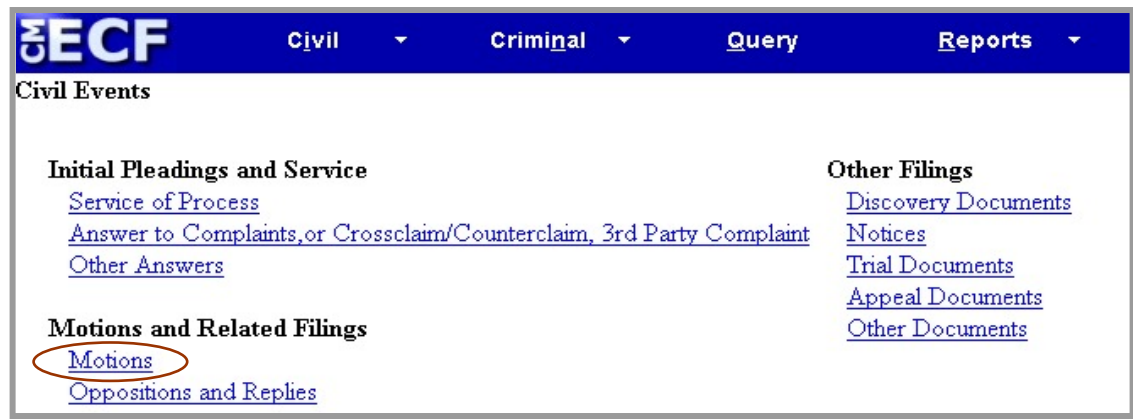 CM ECF Civil Criminal Query Reports
Civil Events
Initial Pleadings and Service
Service of Process
Answer to Complaints,or Crossclaim/Counterclaim, 3rd Party Complaint
Other Answers
Motions and Related Filings
Motions
Oppositions and Replies
Other Filings
Discovery Documents
Notices
Trial Documents
Appeal Documents
Other Documents